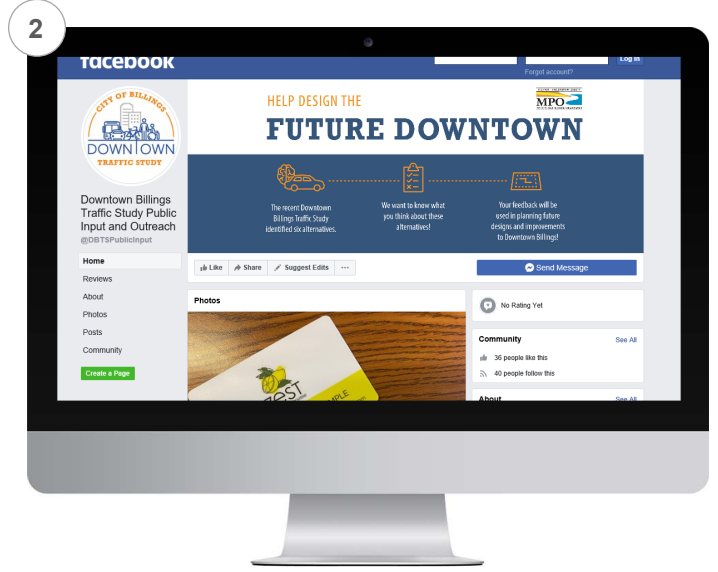 2
facebook
Log In
Forgot account?
CITY OF BILLINGS
DOWNTOWN
TRAFFIC STUDY
HELP DESIGN THE
FUTURE DOWNTOWN
MPO
The recent Downtown
Billings Traffic Study
identified six alternatives.
We want to know what
you think about these
alternatives!
Your feedback will be
used in planning future
designs and improvements
to Downtown Billings!
Downtown Billings
Traffic Study Public
Input and Outreach
@DBTSPublicInput
Home
Reviews
About
Photos
Posts
Community
Create a Page
Like
Share
Suggest Edits
Send Message
Photos
zest
No Rating Yet
Community
See All
36 people like this
40 people follow this
About
See All